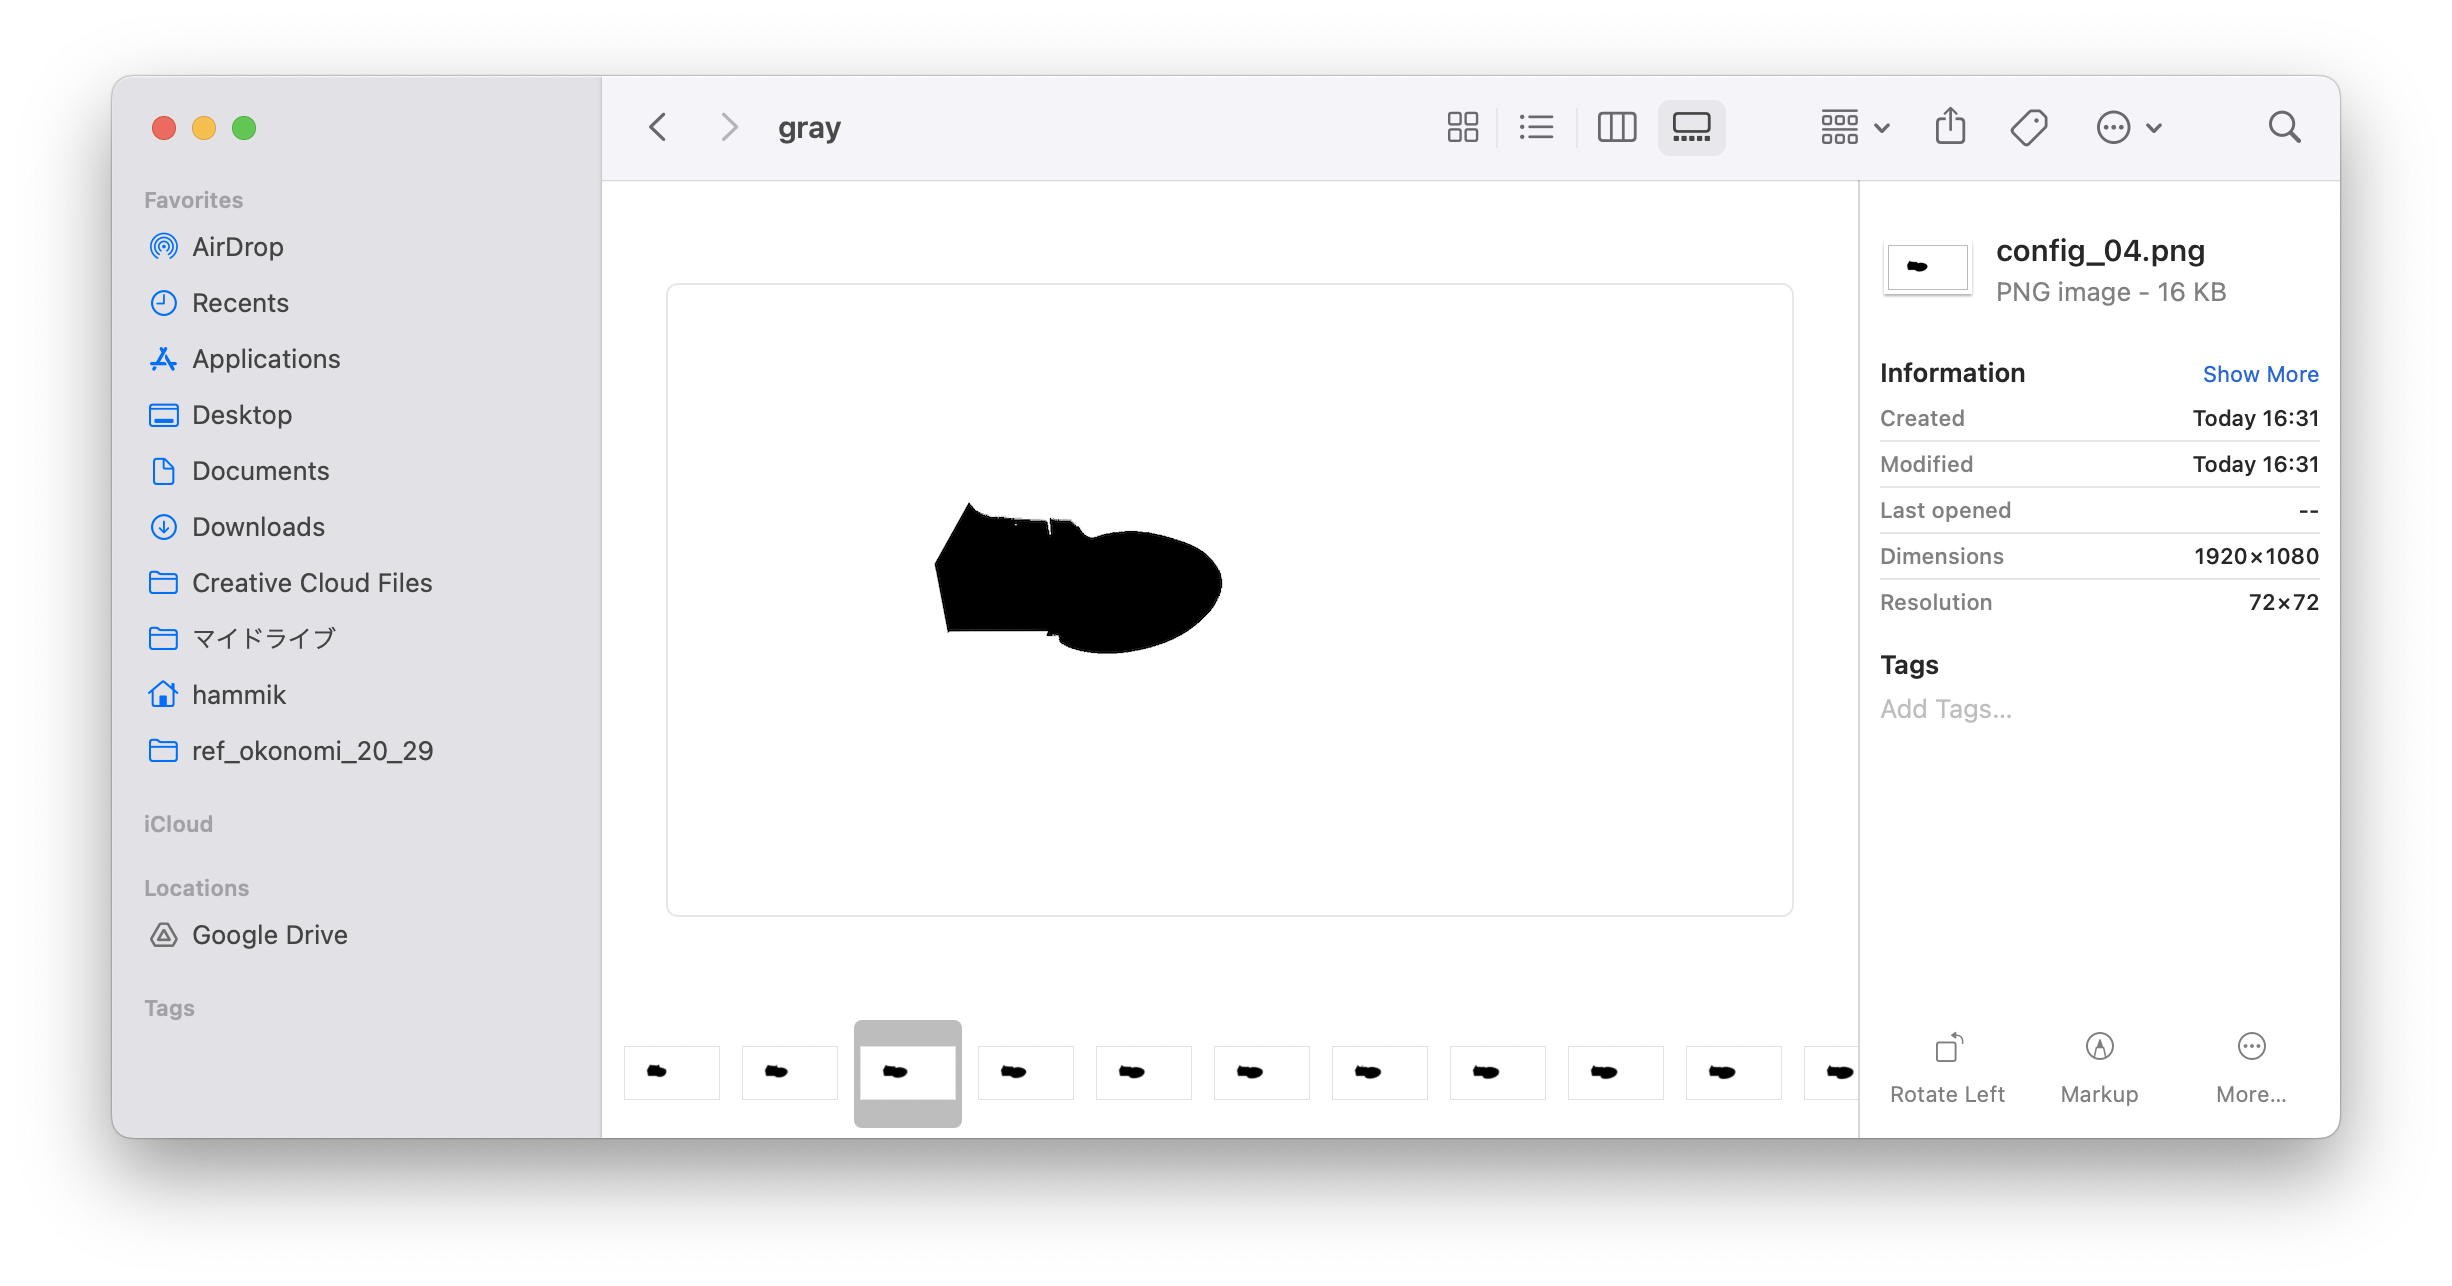 gray
Favorites
AirDrop
Recents
Applications
Desktop
Documents
Downloads
Creative Cloud Files
マイドライブ
hammik
ref_okonomi_20_29
iCloud
Locations
Google Drive
Tags
config_04.png
PNG image - 16 KB
Information Show More
Created Today 16:31
Modified Today 16:31
Last opened --
Dimensions 1920×1080
Resolution 72×72
Tags
Add Tags...
Rotate Left Markup More...